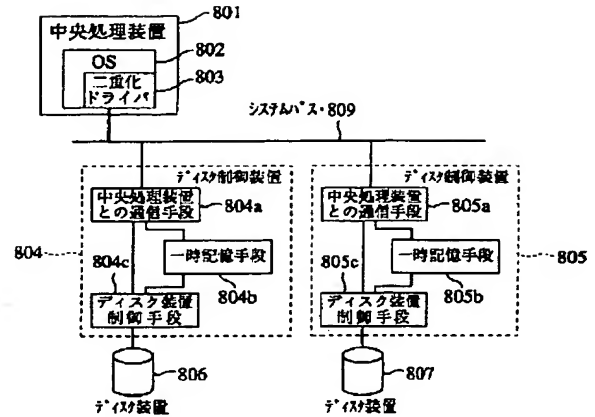 中央処理装置
801
802
OS
803
二重化
ドライバ
システムバス・809
ディスク制御装置
中央処理装置
との通信手段
804a
804
804c
一時記憶手段
804b
ディスク装置
制御手段
806
ディスク装置
ディスク制御装置
中央処理装置
との通信手段
805a
805c
一時記憶手段
805
805b
ディスク装置
制御手段
807
ディスク装置